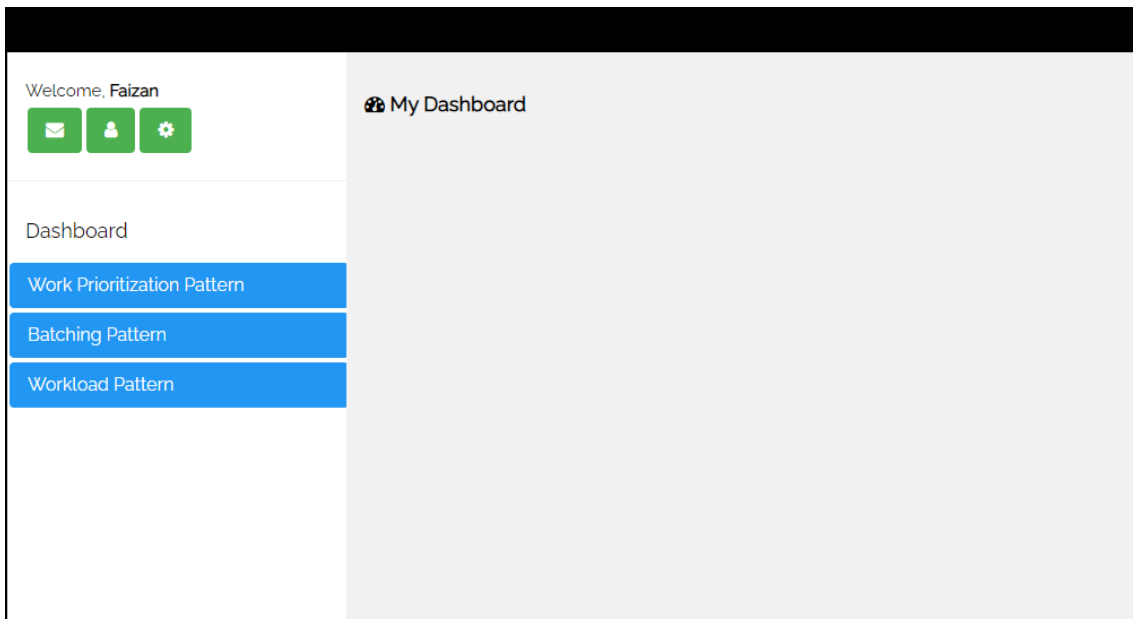 Welcome, Faizan
My Dashboard
Dashboard
Work Prioritization Pattern
Batching Pattern
Workload Pattern